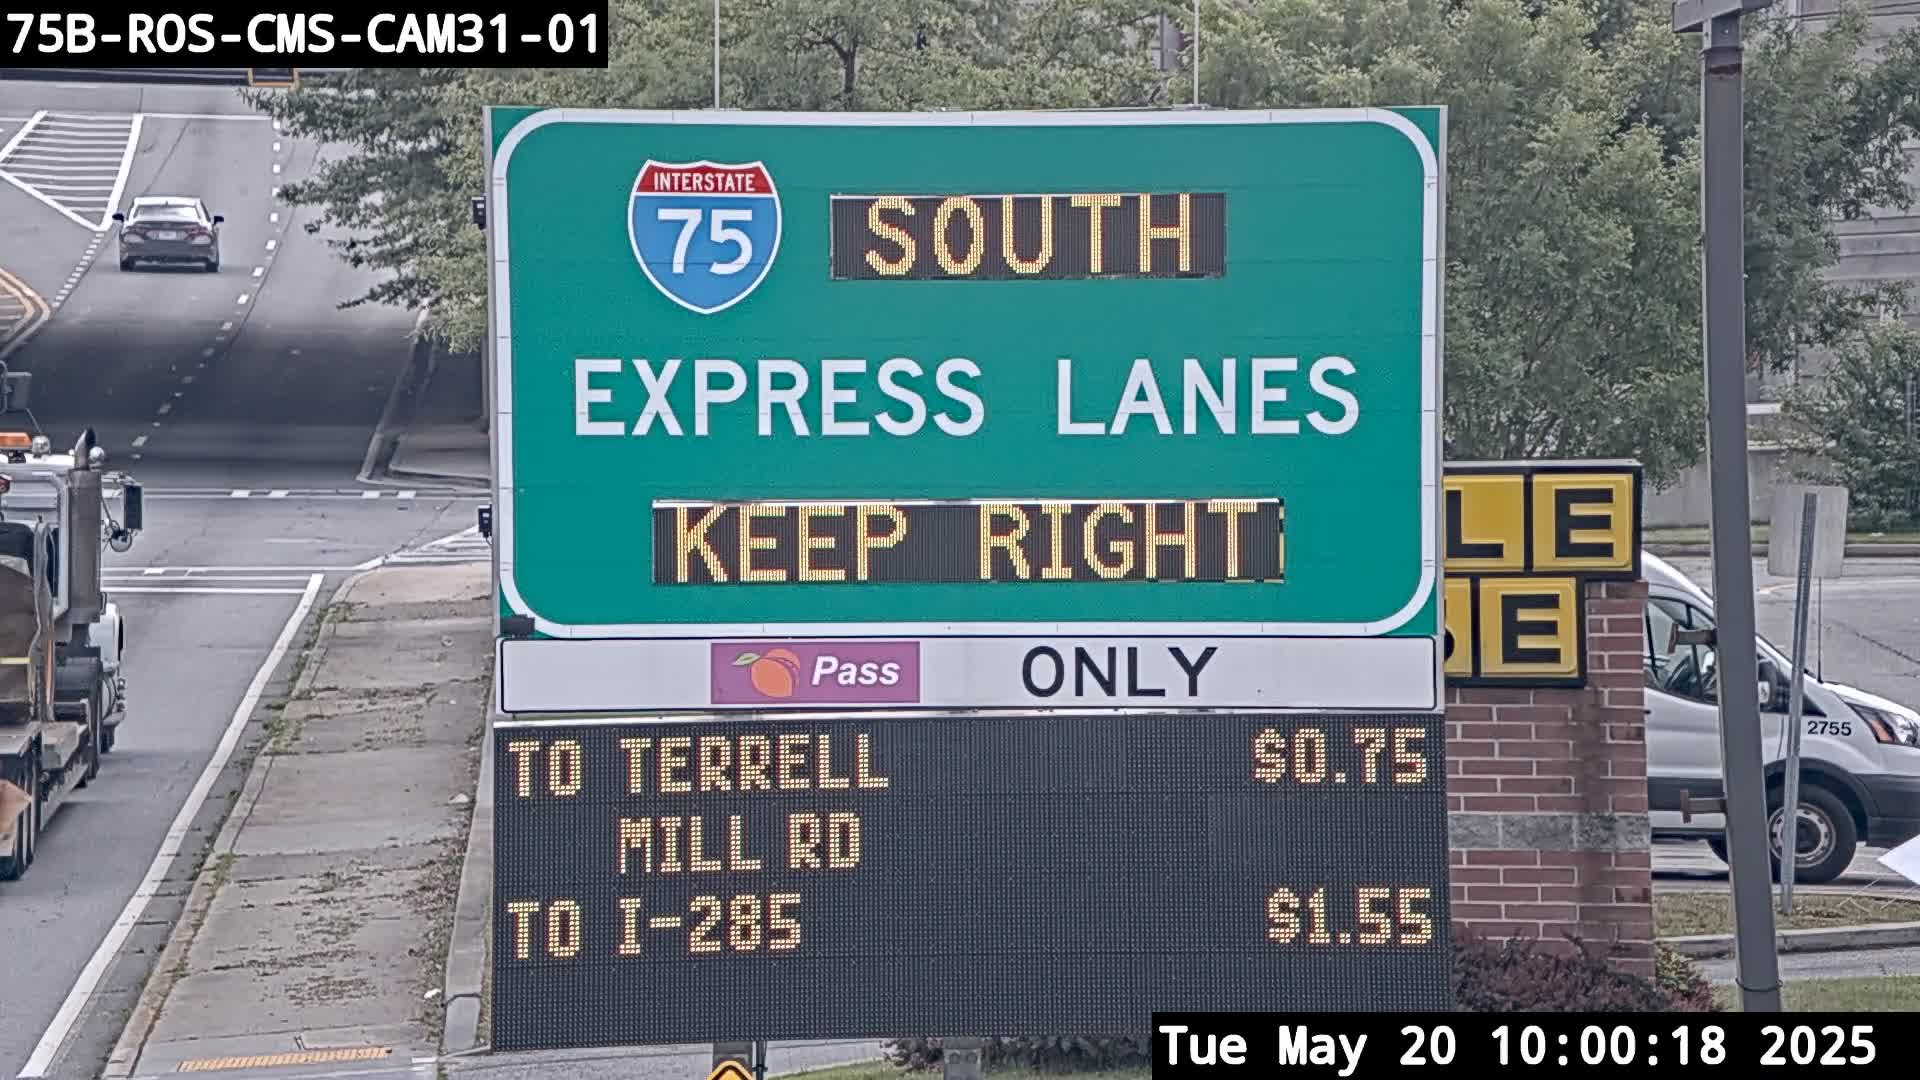 75B-ROS-CMS-CAM31-01
INTERSTATE
75
SOUTH
EXPRESS LANES
KEEP RIGHT
Pass ONLY
TO TERRELL $0.75
MILL RD
TO I-285 $1.55
LE
E
2755
Tue May 20 10:00:18 2025